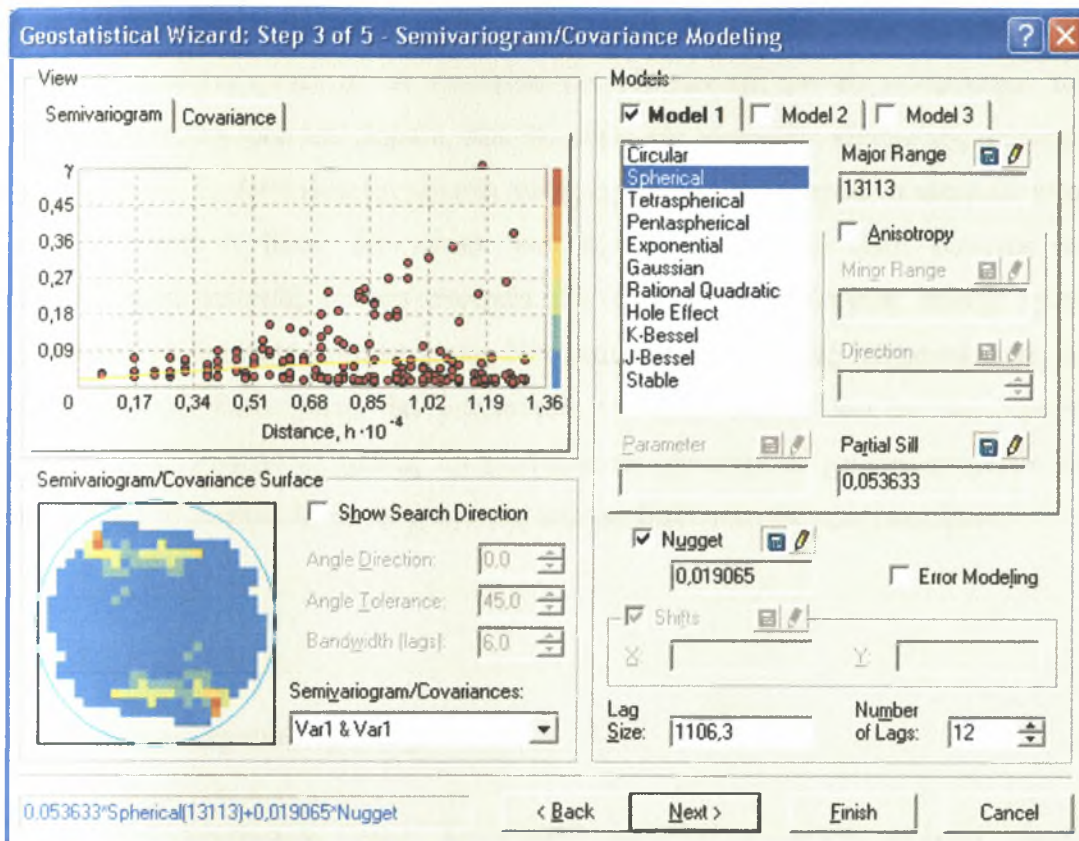 Geostatistical Wizard: Step 3 of 5 - Semivariogram/Covariance Modeling
View
Semivariogram
Covariance
γ
0,45
0,36
0,27
0,18
0,09
0 0,17 0,34 0,51 0,68 0,85 1,02 1,19 1,36
Distance, h ·10⁻⁴
Semivariogram/Covariance Surface
Show Search Direction
Angle Direction: 0,0
Angle Tolerance: 45,0
Bandwidth (lags): 6,0
Semivariogram/Covariances:
Var1 & Var1
Models
Model 1
Model 2
Model 3
Circular
Spherical
Tetraspherical
Pentaspherical
Exponential
Gaussian
Rational Quadratic
Hole Effect
K-Bessel
J-Bessel
Stable
Major Range
13113
Anisotropy
Minor Range
Direction
Parameter
Partial Sill
0,053633
Nugget
0,019065
Error Modeling
Shifts
X:
Y:
Lag
Size: 1106,3
Number
of Lags: 12
0.053633*Spherical(13113)+0,019065*Nugget
< Back
Next >
Finish
Cancel